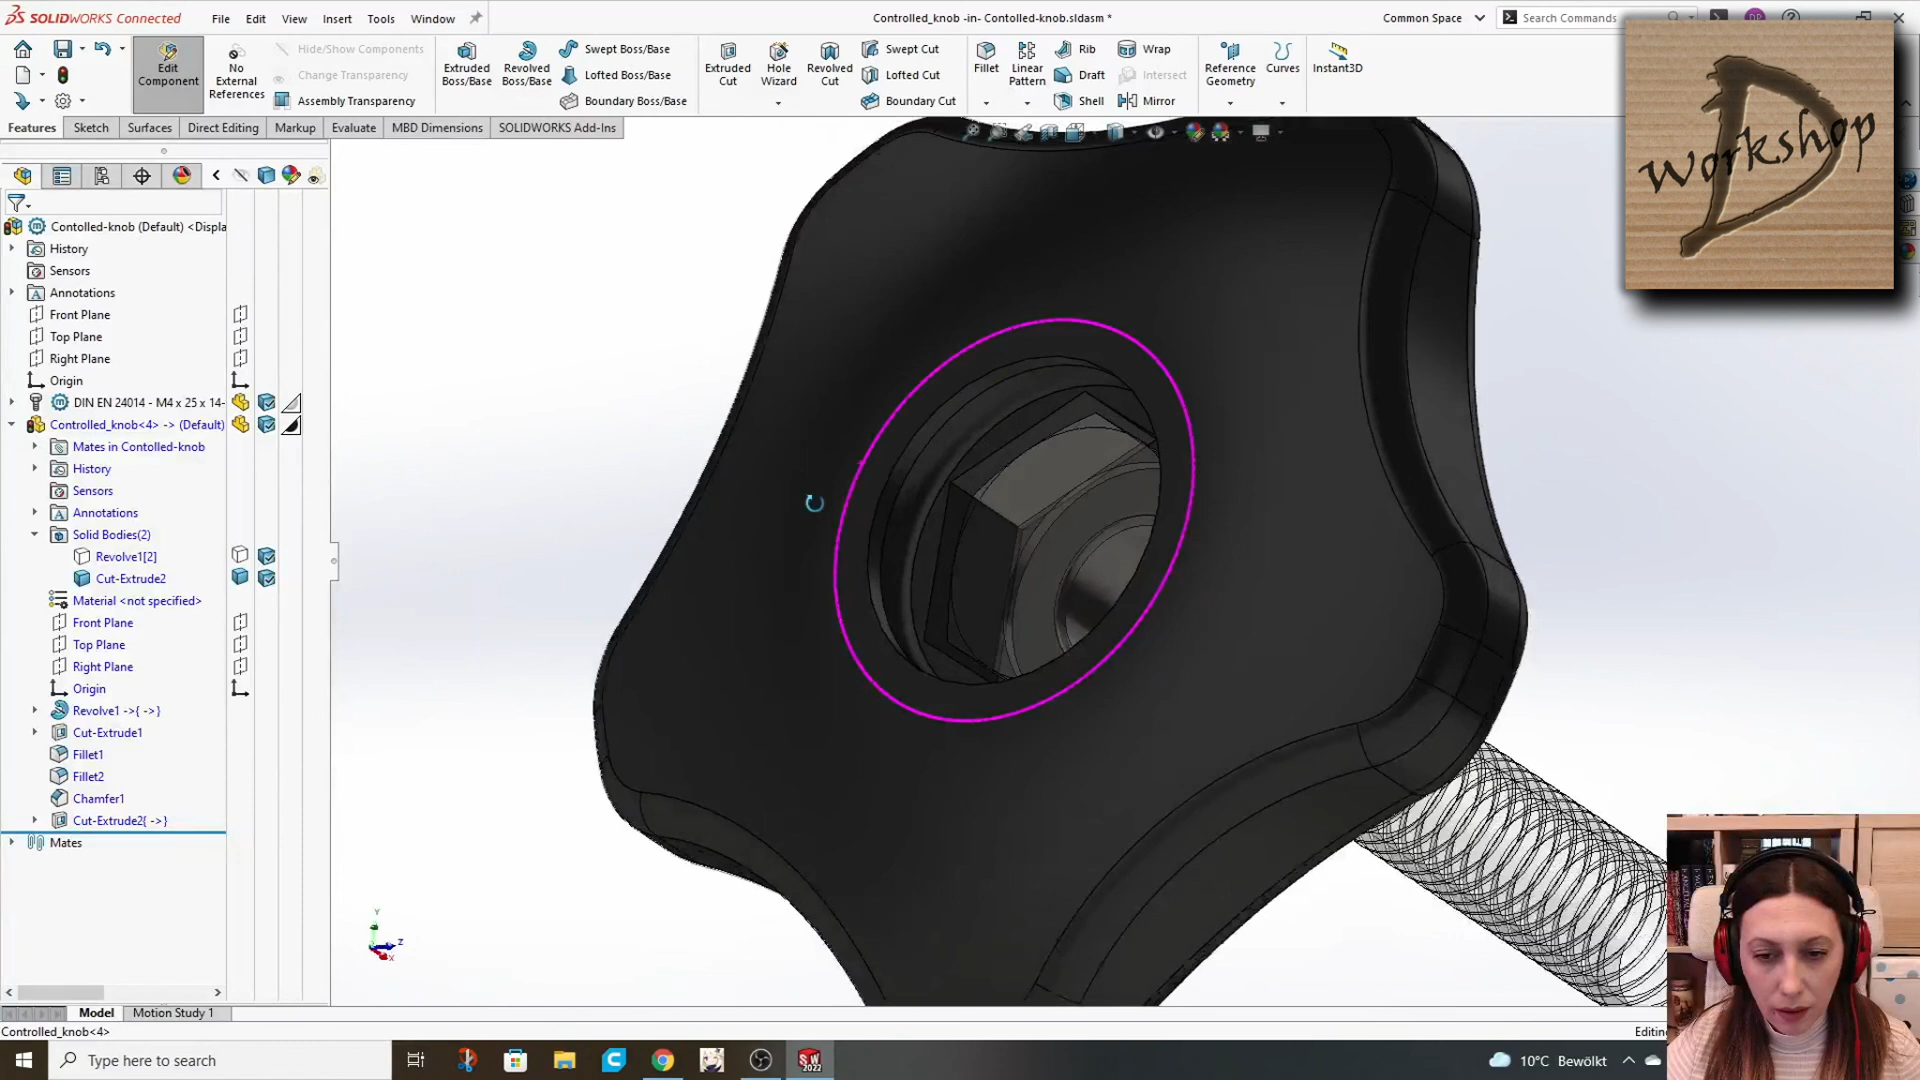 SOLIDWORKS Connected
File Edit View Insert Tools Window
Controlled_knob -in- Contolled-knob.sldasm *
Common Space
Search Commands
Edit Component
No External References
Hide/Show Components
Change Transparency
Assembly Transparency
Extruded Boss/Base
Revolved Boss/Base
Swept Boss/Base
Lofted Boss/Base
Boundary Boss/Base
Extruded Cut
Hole Wizard
Revolved Cut
Swept Cut
Lofted Cut
Boundary Cut
Fillet
Linear Pattern
Rib
Draft
Shell
Wrap
Intersect
Mirror
Reference Geometry
Curves
Instant3D
Features Sketch Surfaces Direct Editing Markup Evaluate MBD Dimensions SOLIDWORKS Add-Ins
D
Workshop
Contolled-knob (Default) <Displa
History
Sensors
Annotations
Front Plane
Top Plane
Right Plane
Origin
DIN EN 24014 - M4 x 25 x 14-
Controlled_knob<4> -> (Default)
Mates in Contolled-knob
History
Sensors
Annotations
Solid Bodies(2)
Revolve1[2]
Cut-Extrude2
Material <not specified>
Front Plane
Top Plane
Right Plane
Origin
Revolve1 ->{ ->}
Cut-Extrude1
Fillet1
Fillet2
Chamfer1
Cut-Extrude2{ ->}
Mates
Y
Z
X
Model Motion Study 1
Controlled_knob<4>
Type here to search
SW
2022
10°C Bewölkt